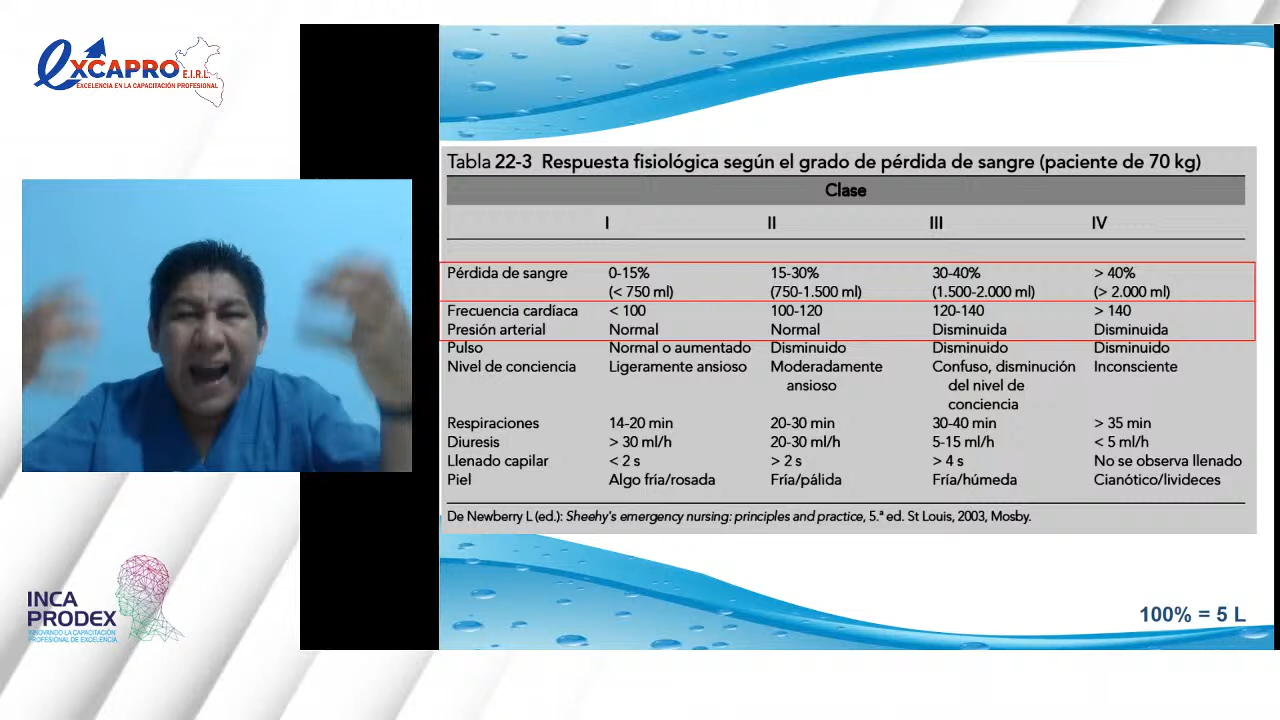 eXCAPRO E.I.R.L.
EXCELENCIA EN LA CAPACITACIÓN PROFESIONAL
Tabla 22-3 Respuesta fisiológica según el grado de pérdida de sangre (paciente de 70 kg)
Clase
I II III IV
Pérdida de sangre 0-15% 15-30% 30-40% > 40%
(< 750 ml) (750-1.500 ml) (1.500-2.000 ml) (> 2.000 ml)
Frecuencia cardíaca < 100 100-120 120-140 > 140
Presión arterial Normal Normal Disminuida Disminuida
Pulso Normal o aumentado Disminuido Disminuido Disminuido
Nivel de conciencia Ligeramente ansioso Moderadamente Confuso, disminución Inconsciente
ansioso del nivel de
conciencia
Respiraciones 14-20 min 20-30 min 30-40 min > 35 min
Diuresis > 30 ml/h 20-30 ml/h 5-15 ml/h < 5 ml/h
Llenado capilar < 2 s > 2 s > 4 s No se observa llenado
Piel Algo fría/rosada Fría/pálida Fría/húmeda Cianótico/livideces
De Newberry L (ed.): Sheehy's emergency nursing: principles and practice, 5.ª ed. St Louis, 2003, Mosby.
INCA
PRODEX
INNOVANDO LA CAPACITACIÓN
PROFESIONAL DE EXCELENCIA
100% = 5 L